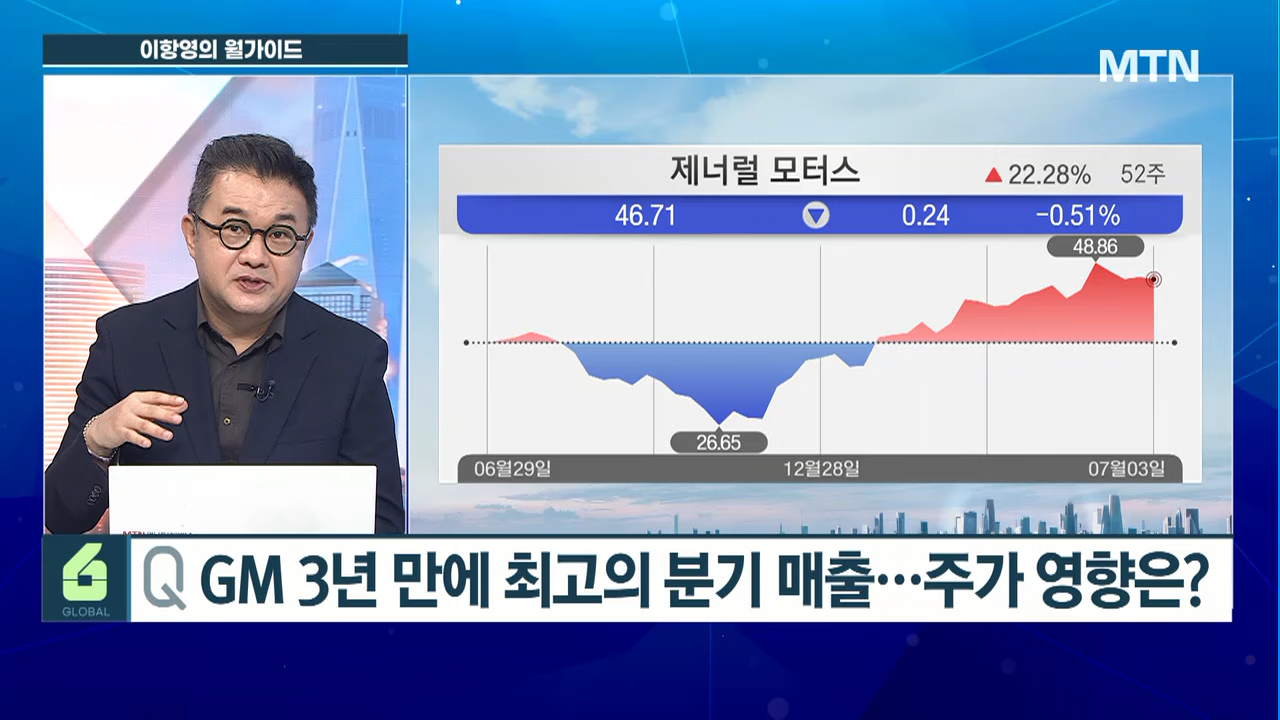 이항영의 월가이드
MTN
제너럴 모터스
▲ 22.28% 52주
46.71 ▽ 0.24 -0.51%
48.86
26.65
06월29일 12월28일 07월03일
6
GLOBAL
Q GM 3년 만에 최고의 분기 매출…주가 영향은?